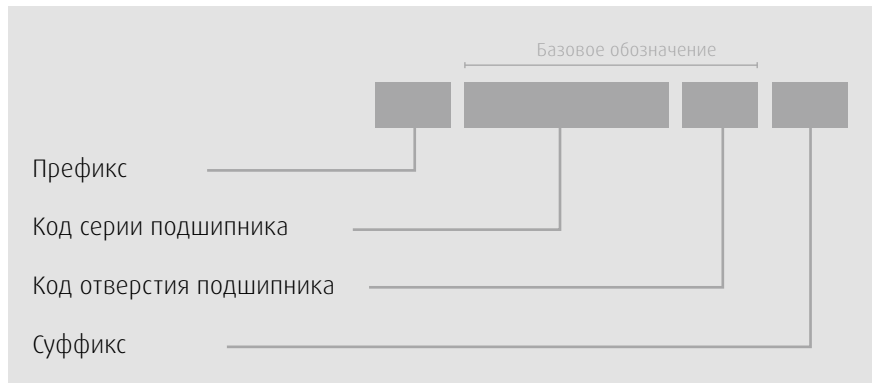 Базовое обозначение
Префикс
Код серии подшипника
Код отверстия подшипника
Суффикс